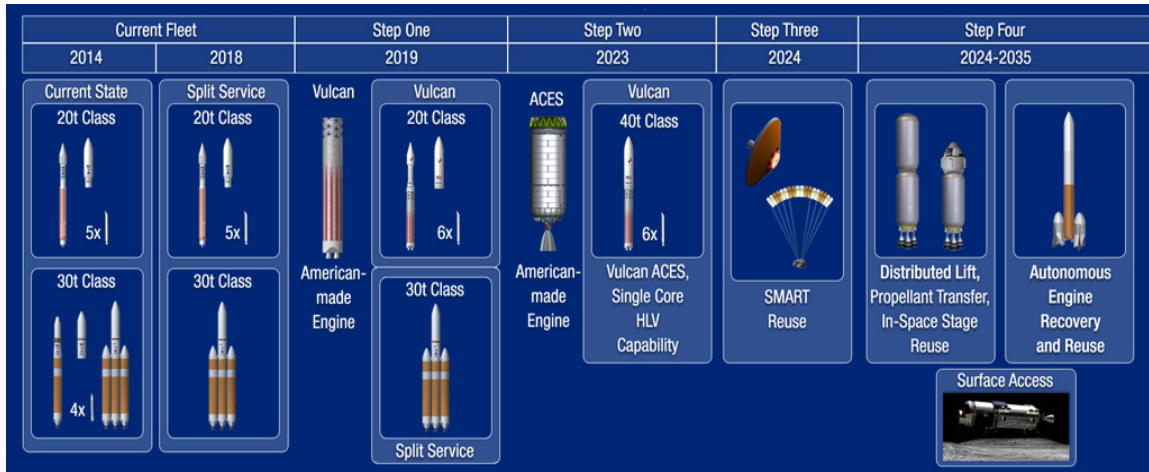 Current Fleet
Step One
Step Two
Step Three
Step Four
2014
2018
2019
2023
2024
2024-2035
Current State
20t Class
5x
30t Class
4x
Split Service
20t Class
5x
30t Class
Vulcan
American-
made
Engine
Vulcan
20t Class
6x
30t Class
Split Service
ACES
American-
made
Engine
Vulcan
40t Class
6x
Vulcan ACES,
Single Core
HLV
Capability
SMART
Reuse
Distributed Lift,
Propellant Transfer,
In-Space Stage
Reuse
Autonomous
Engine
Recovery
and Reuse
Surface Access